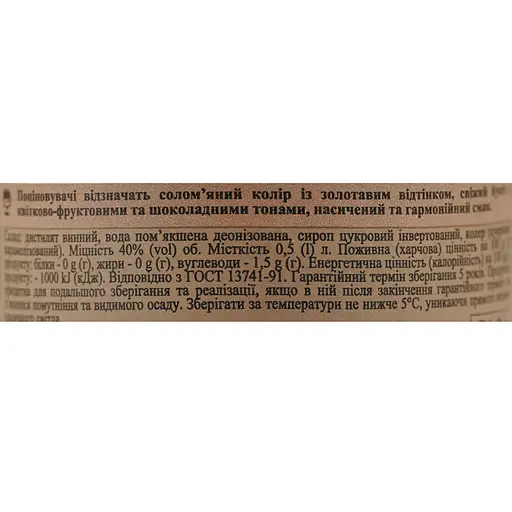 Поціновувачі відзначать солом'яний колір із золотавим відтінком, свіжий
квітково-фруктовими та шоколадними тонами, насичений та гармонійний смак.
дистилят винний, вода пом'якшена деонізована, сироп цукровий інвертований, колер
Міцність 40% (vol) об. Місткість 0,5 (l) л. Поживна (харчова) цінність на
продукту: білки - 0 g (г), жири - 0 g (г), вуглеводи - 1,5 g (г). Енергетична цінність (калорійність)
- 1000 kJ (кДж). Відповідно з ГОСТ 13741-91. Гарантійний термін зберігання 5 років.
для подальшого зберігання та реалізації, якщо в ній після закінчення гарантійного
помутніння та видимого осаду. Зберігати за температури не нижче 5°С, уникаючи
світла